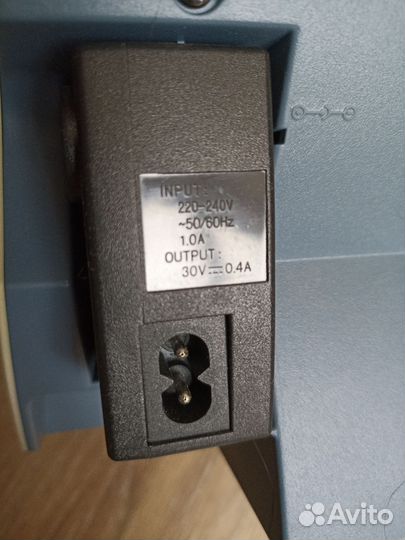 INPUT:
220-240V
~50/60Hz
1.0A
OUTPUT:
30V⎓0.4A
Avito